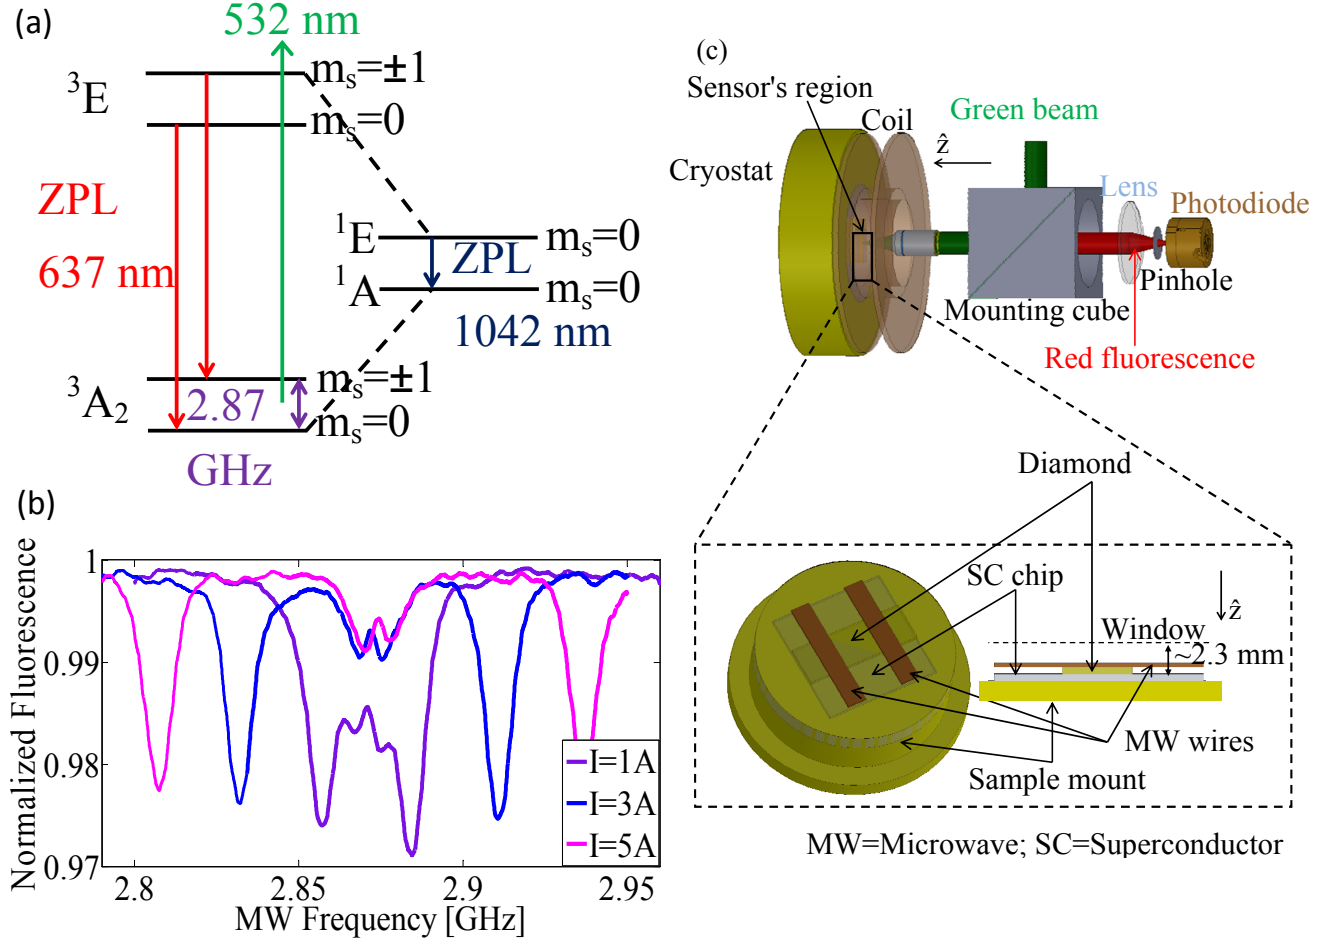 (a)
532 nm
³E
mₛ=±1
mₛ=0
ZPL
637 nm
¹E
mₛ=0
ZPL
¹A
mₛ=0
1042 nm
³A₂
mₛ=±1
2.87
mₛ=0
GHz
(b)
Normalized Fluorescence
1
0.99
0.98
0.97
I=1A
I=3A
I=5A
2.8
2.85
2.9
2.95
MW Frequency [GHz]
(c)
Sensor's region
Green beam
Coil
ẑ
Cryostat
Lens
Photodiode
Pinhole
Mounting cube
Red fluorescence
Diamond
SC chip
ẑ
Window
~2.3 mm
MW wires
Sample mount
MW=Microwave; SC=Superconductor